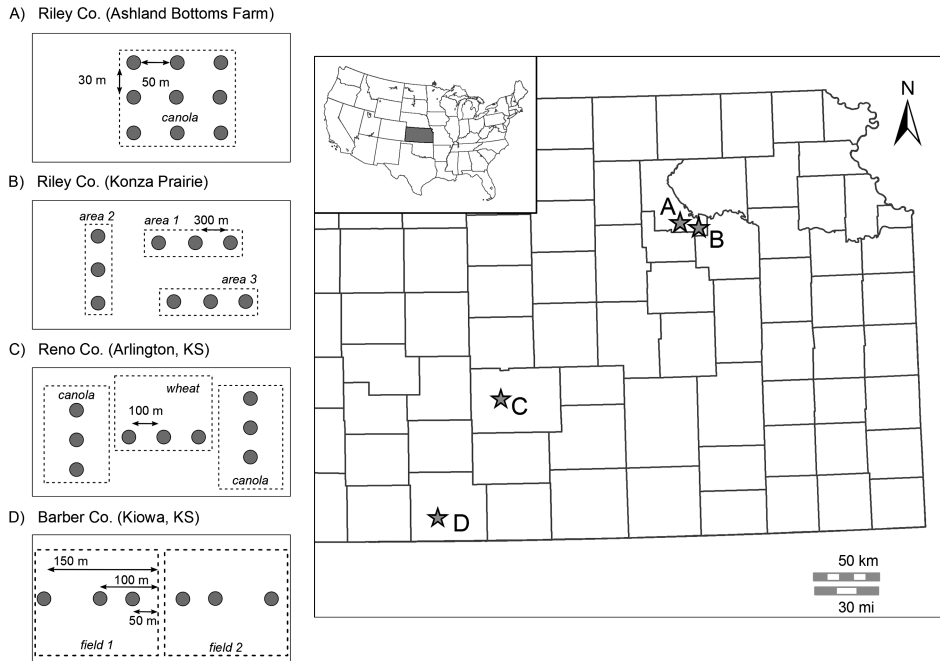 A) Riley Co. (Ashland Bottoms Farm)
30 m
50 m
canola
B) Riley Co. (Konza Prairie)
area 2
area 1
300 m
area 3
C) Reno Co. (Arlington, KS)
canola
wheat
100 m
canola
D) Barber Co. (Kiowa, KS)
150 m
100 m
50 m
field 1
field 2
N
A
B
C
D
50 km
30 mi